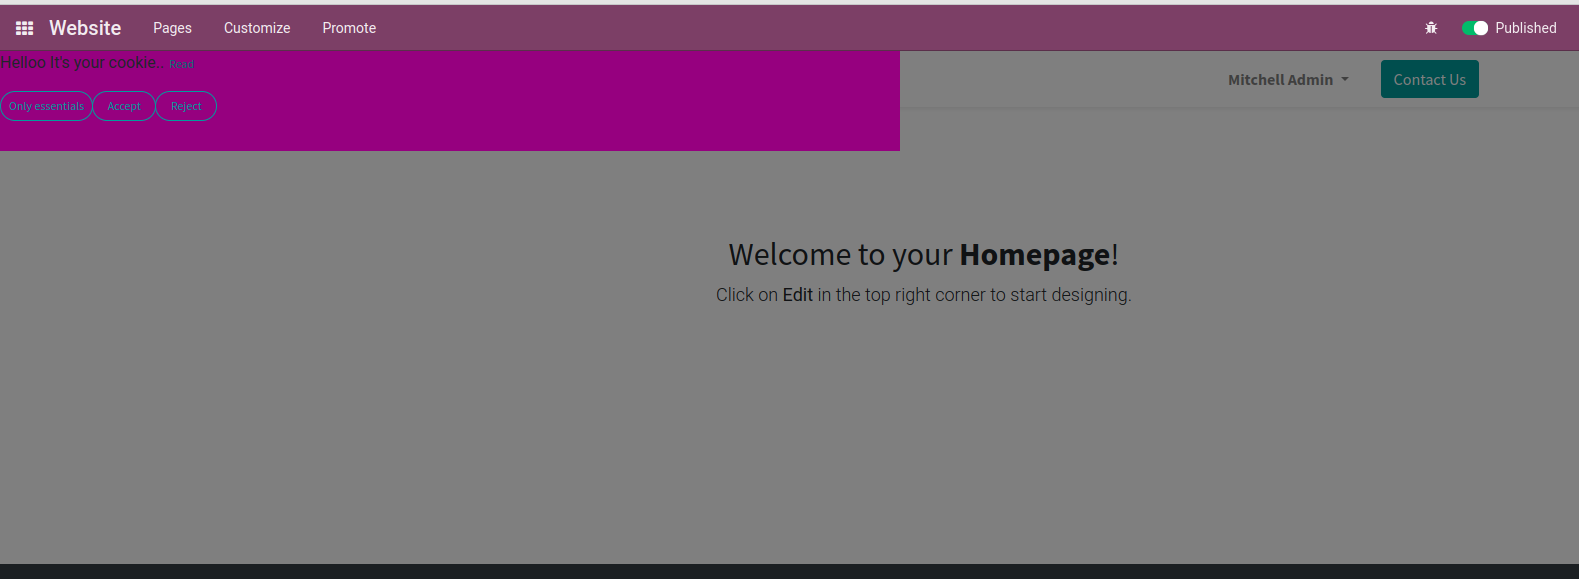 Website Pages Customize Promote Published
Helloo It's your cookie.. Read
Mitchell Admin Contact Us
Only essentials Accept Reject
Welcome to your Homepage!
Click on Edit in the top right corner to start designing.